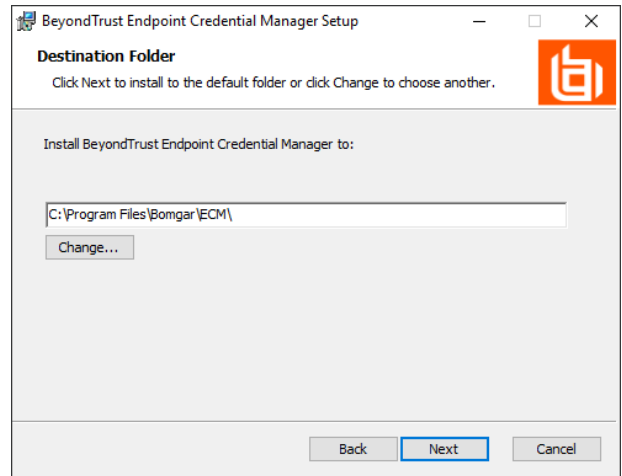 BeyondTrust Endpoint Credential Manager Setup
Destination Folder
Click Next to install to the default folder or click Change to choose another.
Install BeyondTrust Endpoint Credential Manager to:
C:\Program Files\Bomgar\ECM\
Change...
Back Next Cancel